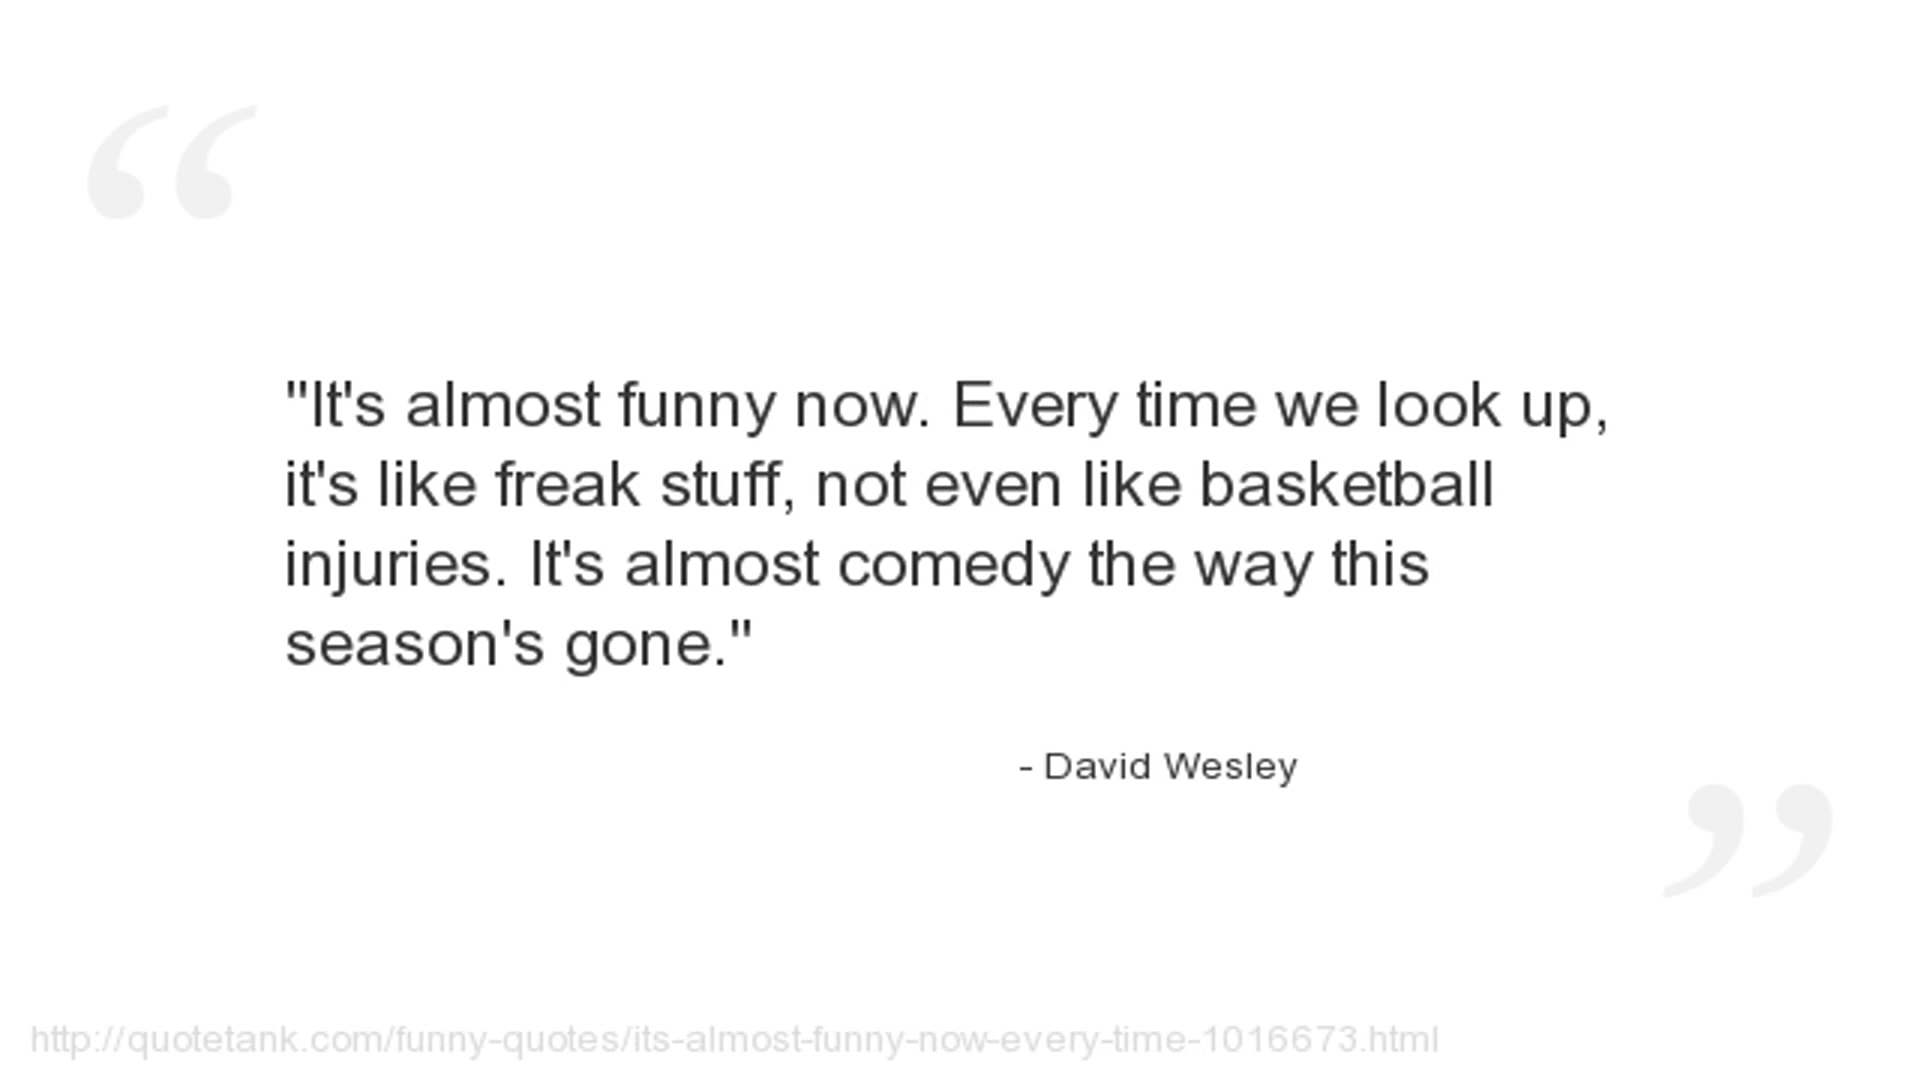 "It's almost funny now. Every time we look up,
it's like freak stuff, not even like basketball
injuries. It's almost comedy the way this
season's gone."
- David Wesley
http://quotetank.com/funny-quotes/its-almost-funny-now-every-time-1016673.html